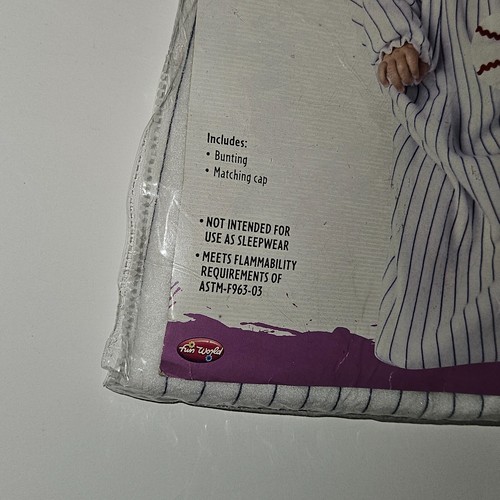 Includes:
• Bunting
• Matching cap
• NOT INTENDED FOR
USE AS SLEEPWEAR
• MEETS FLAMMABILITY
REQUIREMENTS OF
ASTM-F963-03
Fun World